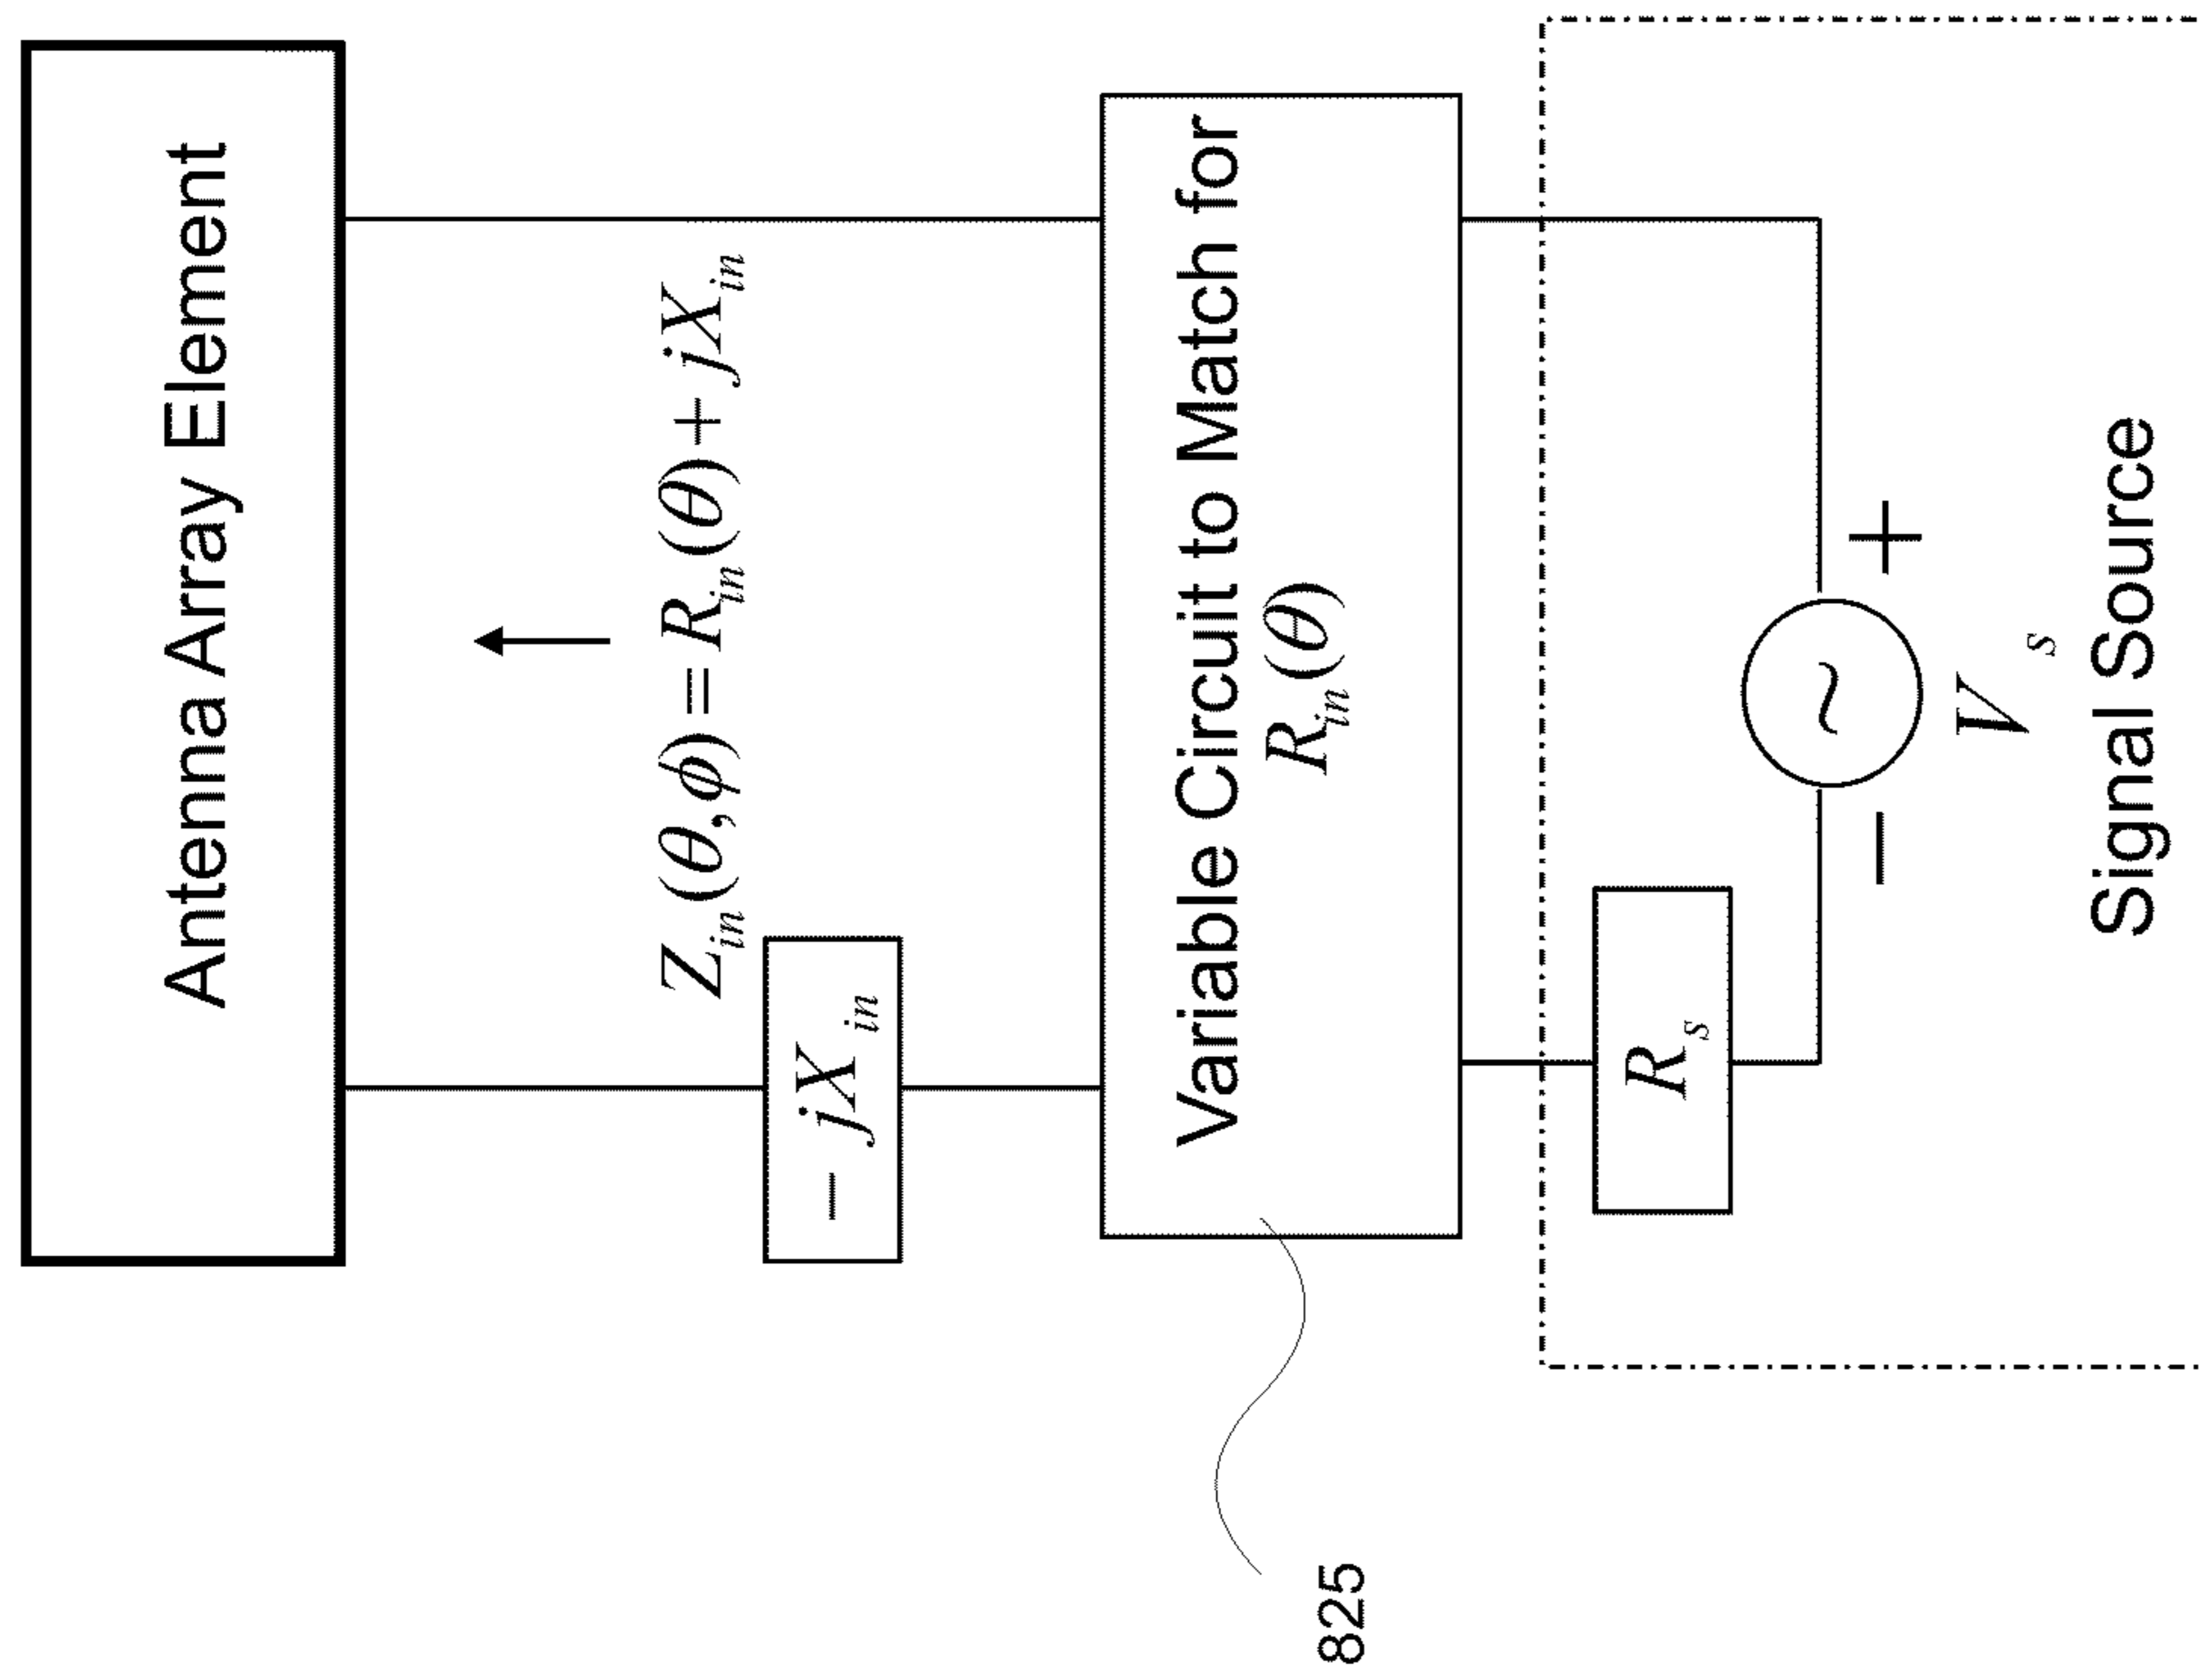 Antenna Array Element
Z_in(θ,ϕ) = R_in(θ) + jX_in
− jX_in
Variable Circuit to Match for
R_in(θ)
825
R_s
− ~ +
V_s
Signal Source